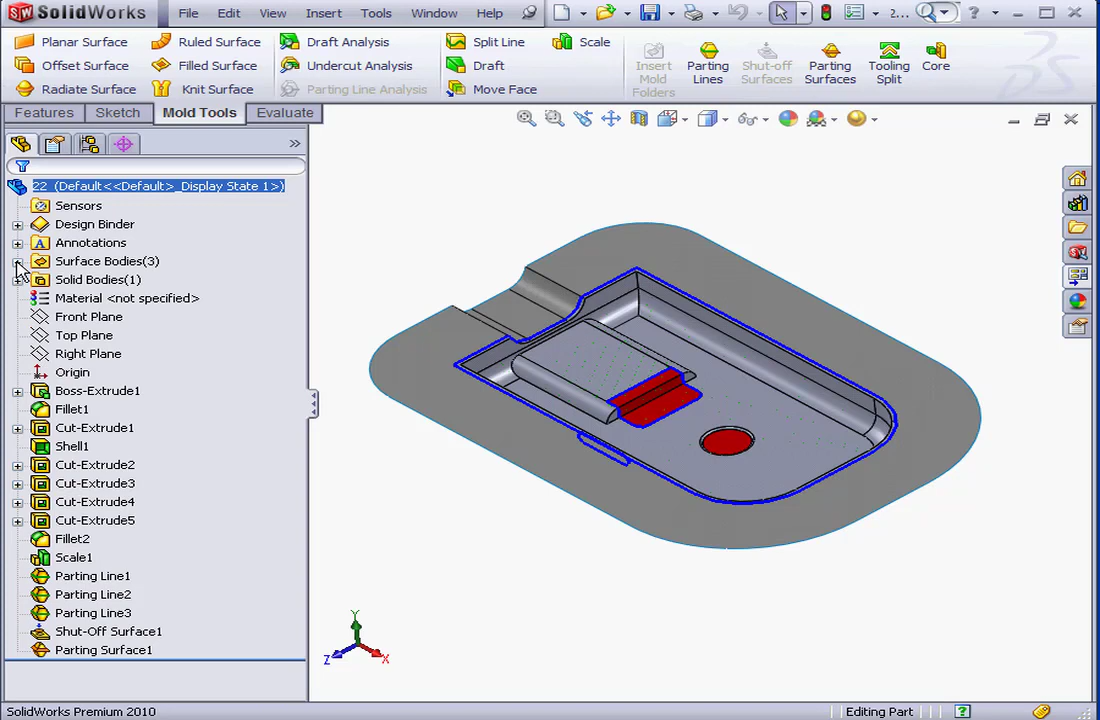 SolidWorks File Edit View Insert Tools Window Help 2... ?
Planar Surface Ruled Surface Draft Analysis Split Line Scale
Offset Surface Filled Surface Undercut Analysis Draft
Radiate Surface Knit Surface Parting Line Analysis Move Face
Insert Mold Folders
Parting Lines
Shut-off Surfaces
Parting Surfaces
Tooling Split
Core
Features Sketch Mold Tools Evaluate
22 (Default<<Default>_Display State 1>)
Sensors
Design Binder
A Annotations
Surface Bodies(3)
Solid Bodies(1)
Material <not specified>
Front Plane
Top Plane
Right Plane
Origin
Boss-Extrude1
Fillet1
Cut-Extrude1
Shell1
Cut-Extrude2
Cut-Extrude3
Cut-Extrude4
Cut-Extrude5
Fillet2
Scale1
Parting Line1
Parting Line2
Parting Line3
Shut-Off Surface1
Parting Surface1
Y
Z X
SolidWorks Premium 2010 Editing Part ?